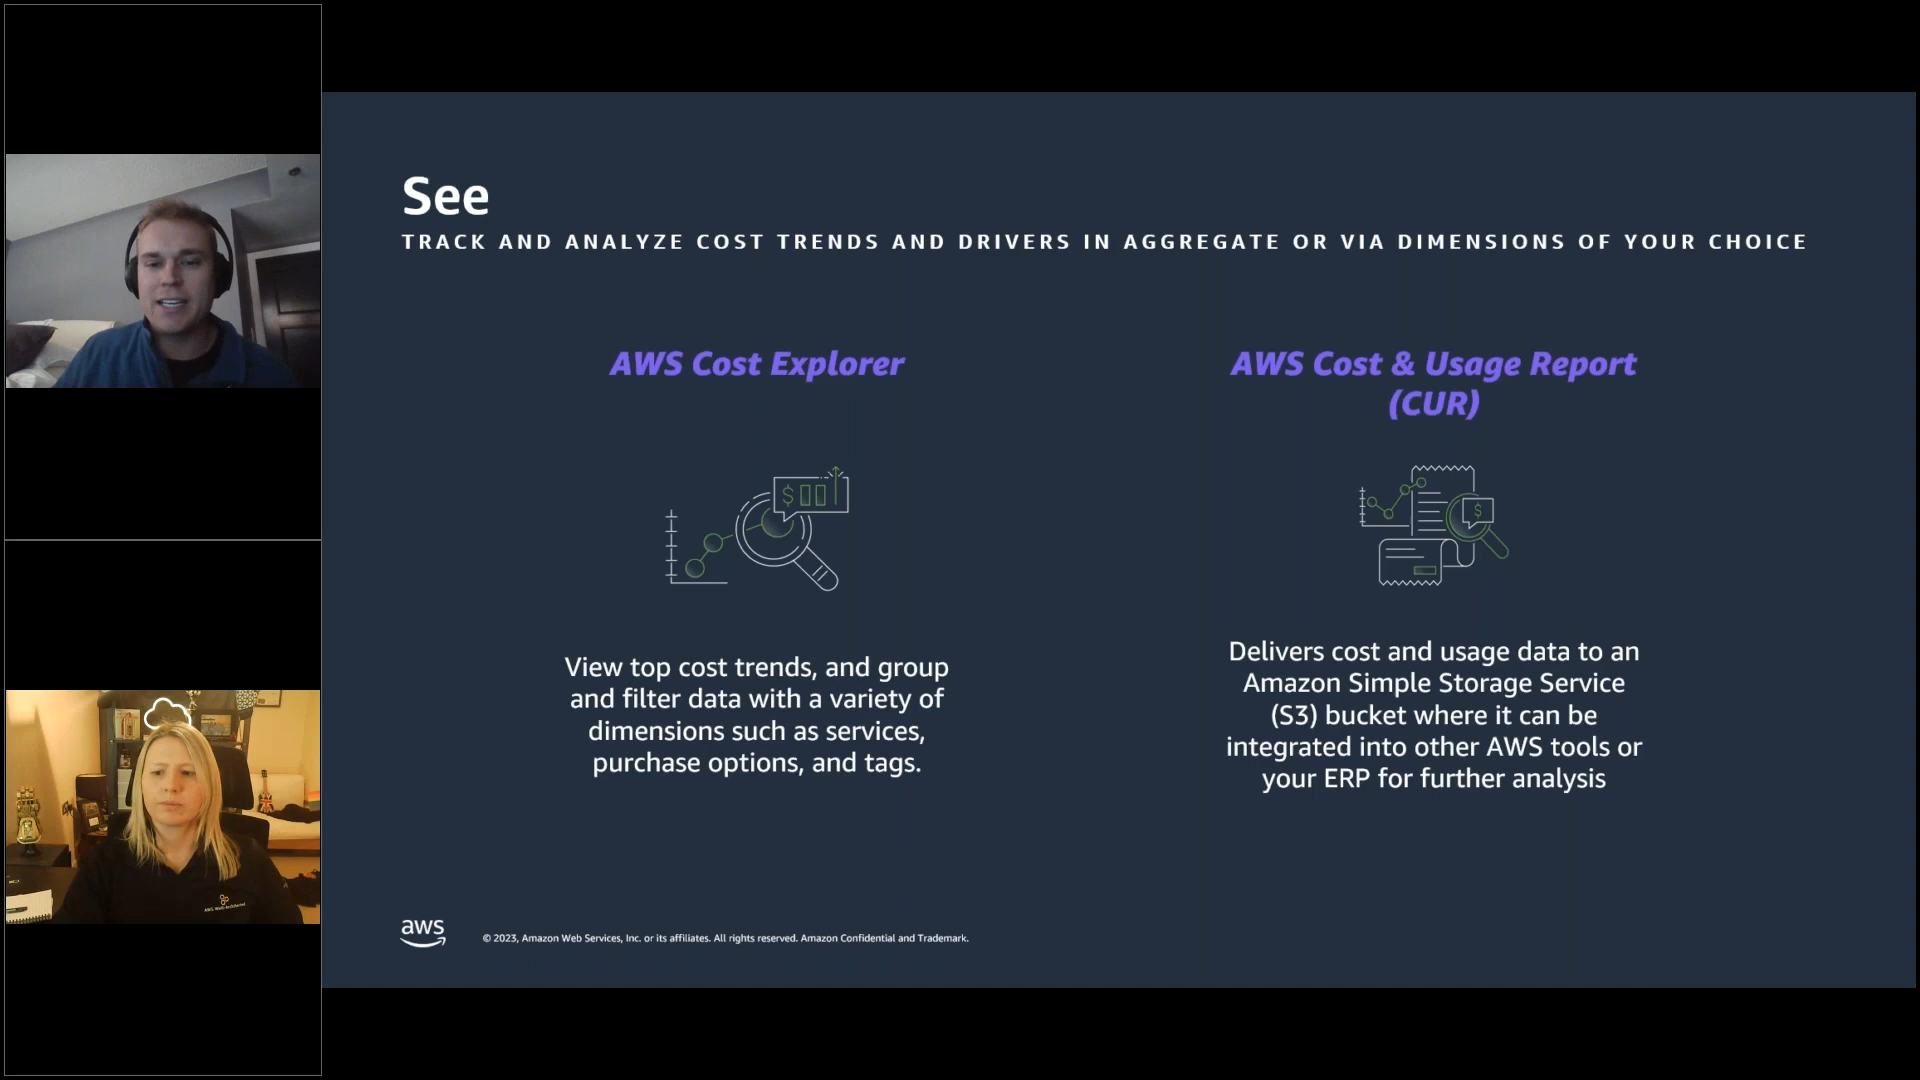 See
TRACK AND ANALYZE COST TRENDS AND DRIVERS IN AGGREGATE OR VIA DIMENSIONS OF YOUR CHOICE
AWS Cost Explorer
$
View top cost trends, and group
and filter data with a variety of
dimensions such as services,
purchase options, and tags.
AWS Cost & Usage Report
(CUR)
$
Delivers cost and usage data to an
Amazon Simple Storage Service
(S3) bucket where it can be
integrated into other AWS tools or
your ERP for further analysis
AWS Well-Architected
aws
© 2023, Amazon Web Services, Inc. or its affiliates. All rights reserved. Amazon Confidential and Trademark.